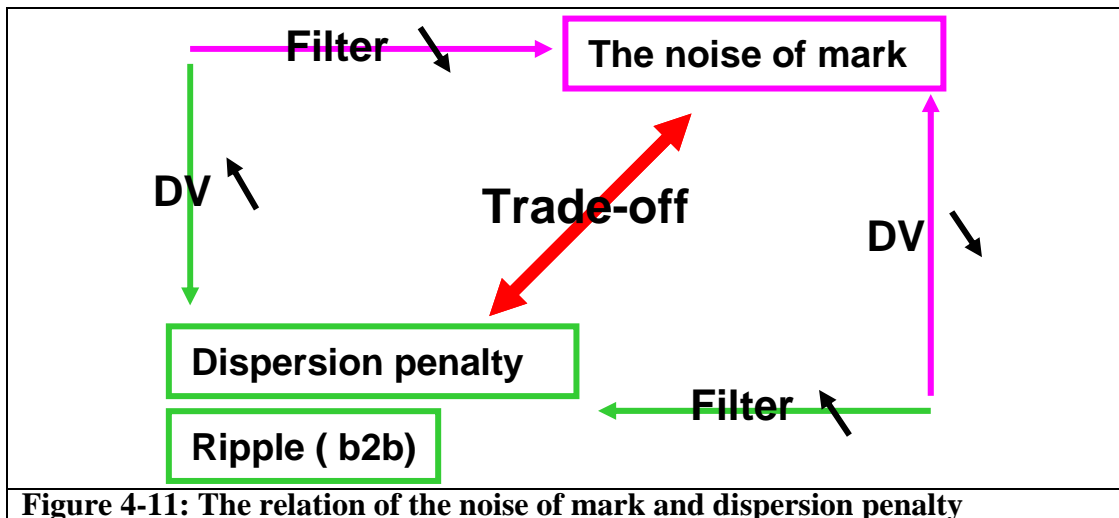 Filter
The noise of mark
DV
Trade-off
DV
Dispersion penalty
Filter
Ripple ( b2b)
Figure 4-11: The relation of the noise of mark and dispersion penalty